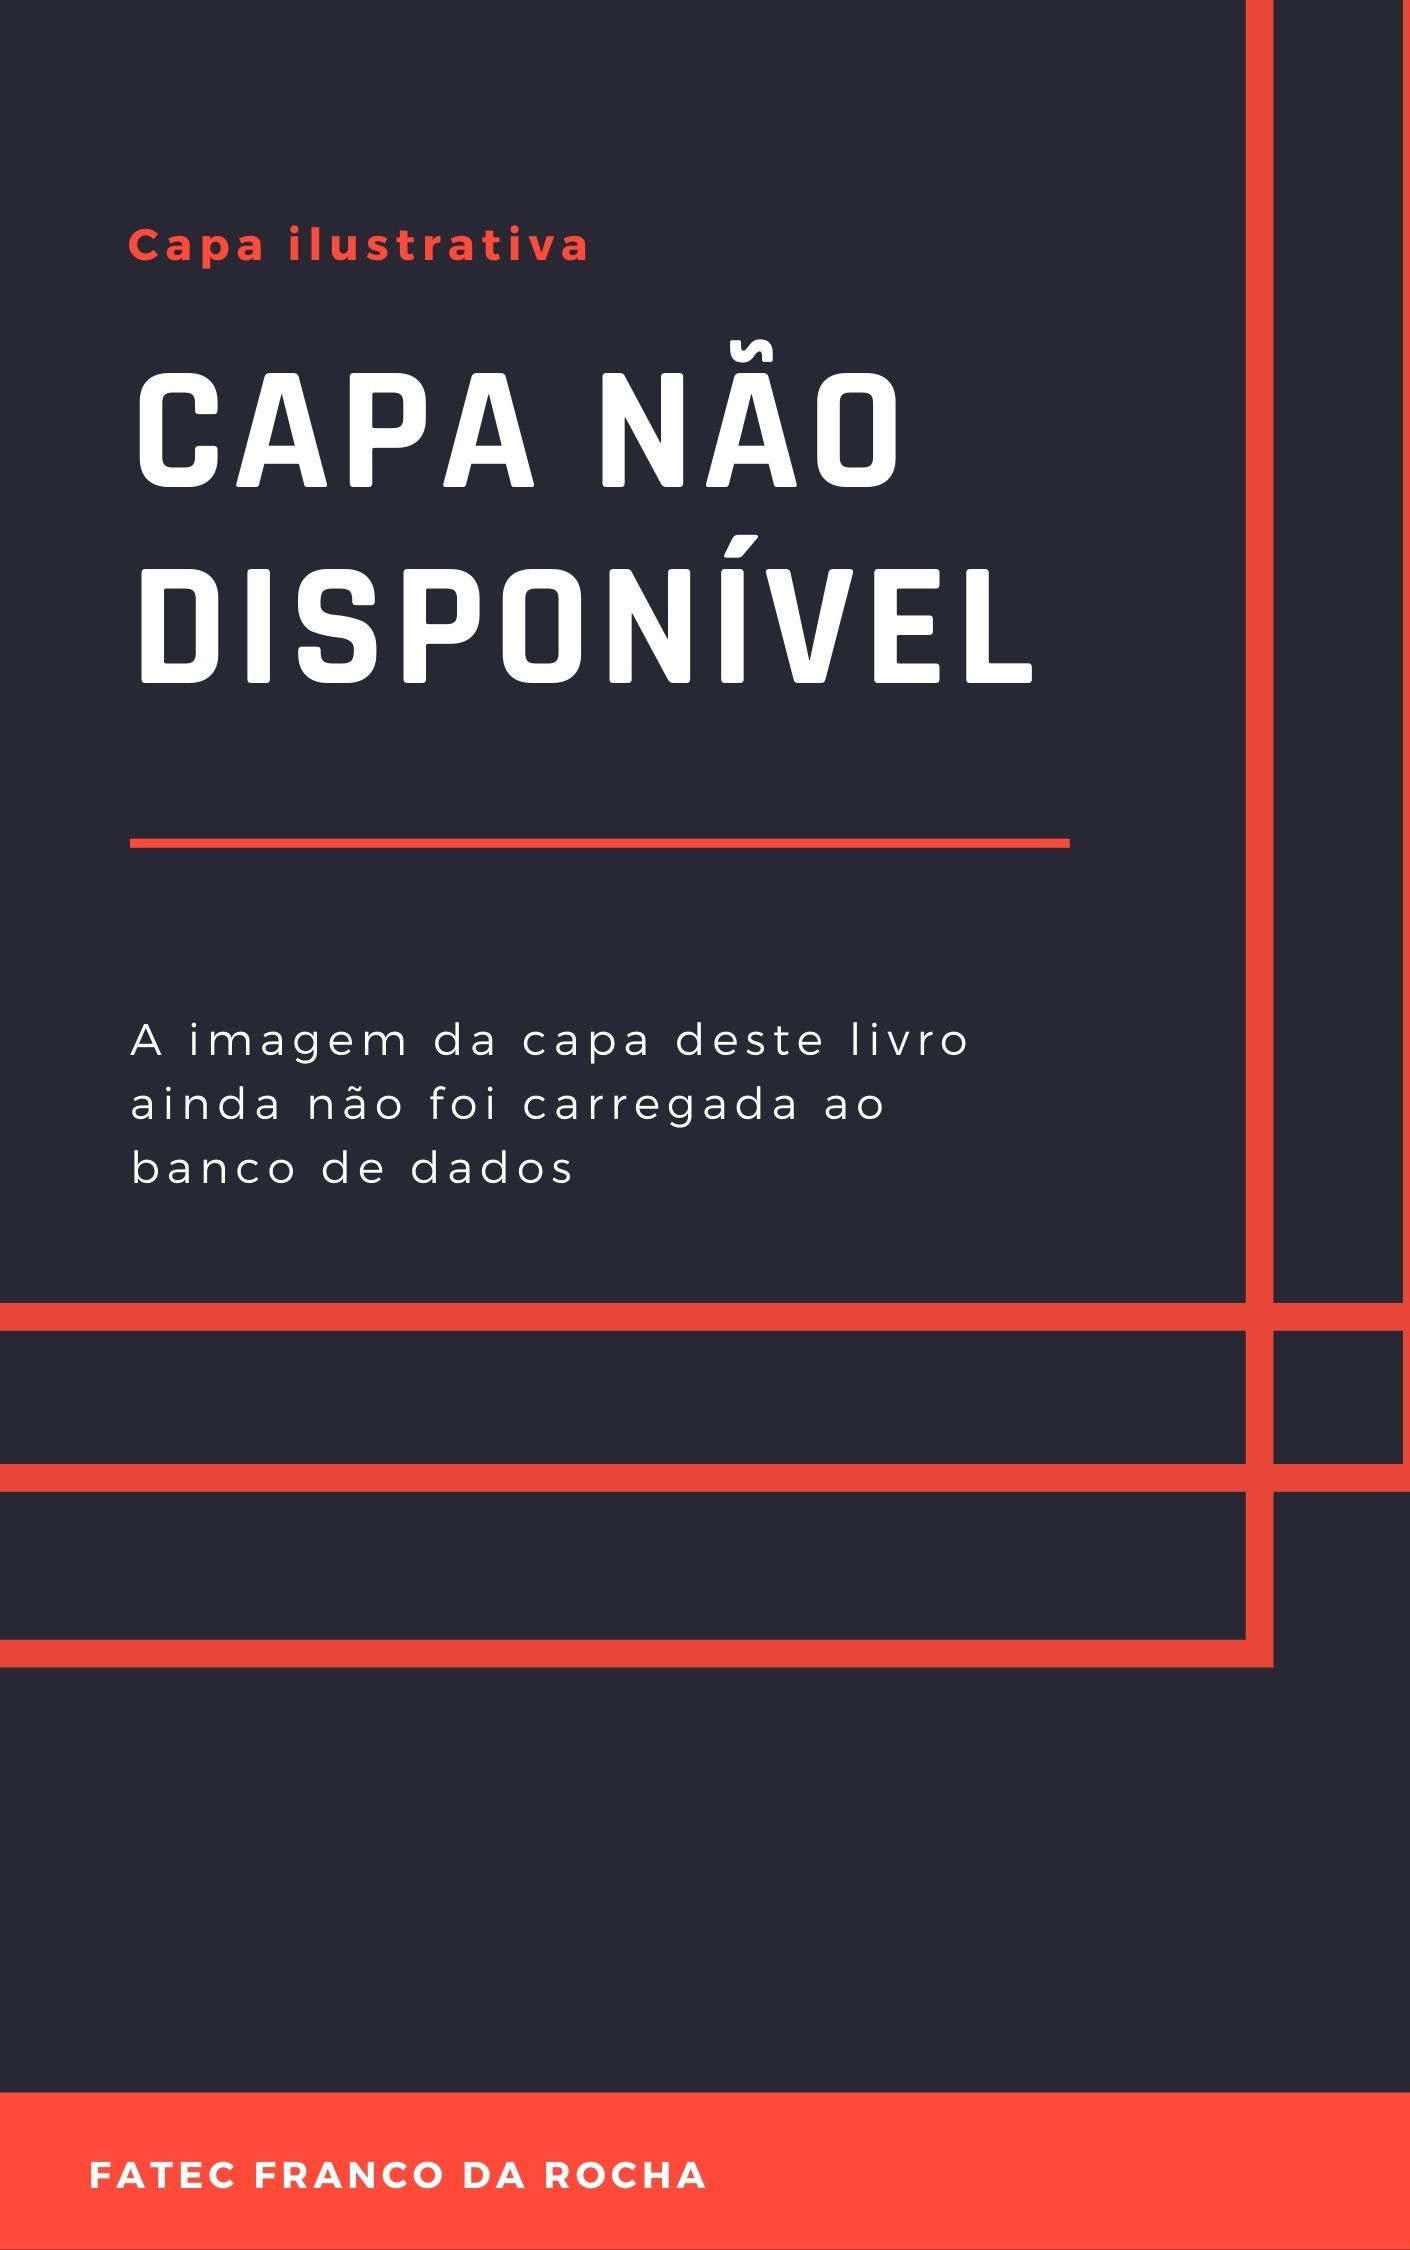 Capa ilustrativa
CAPA NÃO
DISPONÍVEL
A imagem da capa deste livro
ainda não foi carregada ao
banco de dados
FATEC FRANCO DA ROCHA